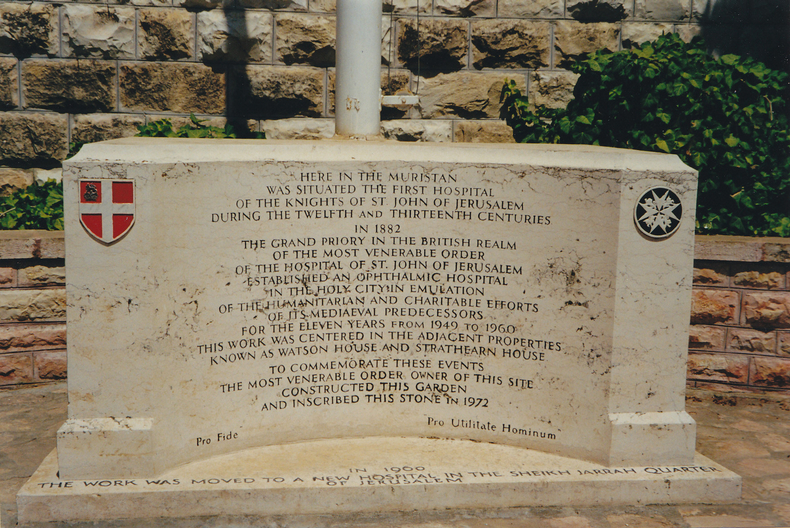 HERE IN THE MURISTAN
WAS SITUATED THE FIRST HOSPITAL
OF THE KNIGHTS OF ST JOHN OF JERUSALEM
DURING THE TWELFTH AND THIRTEENTH CENTURIES
IN 1882
THE GRAND PRIORY IN THE BRITISH REALM
OF THE MOST VENERABLE ORDER
OF THE HOSPITAL OF ST. JOHN OF JERUSALEM
ESTABLISHED AN OPHTHALMIC HOSPITAL
IN THE HOLY CITY IN EMULATION
OF THE HUMANITARIAN AND CHARITABLE EFFORTS
OF ITS MEDIAEVAL PREDECESSORS
FOR THE ELEVEN YEARS FROM 1949 TO 1960
THIS WORK WAS CENTERED IN THE ADJACENT PROPERTIES
KNOWN AS WATSON HOUSE AND STRATHEARN HOUSE
TO COMMEMORATE THESE EVENTS
THE MOST VENERABLE ORDER OWNER OF THIS SITE
CONSTRUCTED THIS GARDEN
AND INSCRIBED THIS STONE IN 1972
Pro Fide
Pro Utilitate Hominum
IN 1960
THE WORK WAS MOVED TO A NEW HOSPITAL IN THE SHEIKH JARRAH QUARTER
OF JERUSALEM